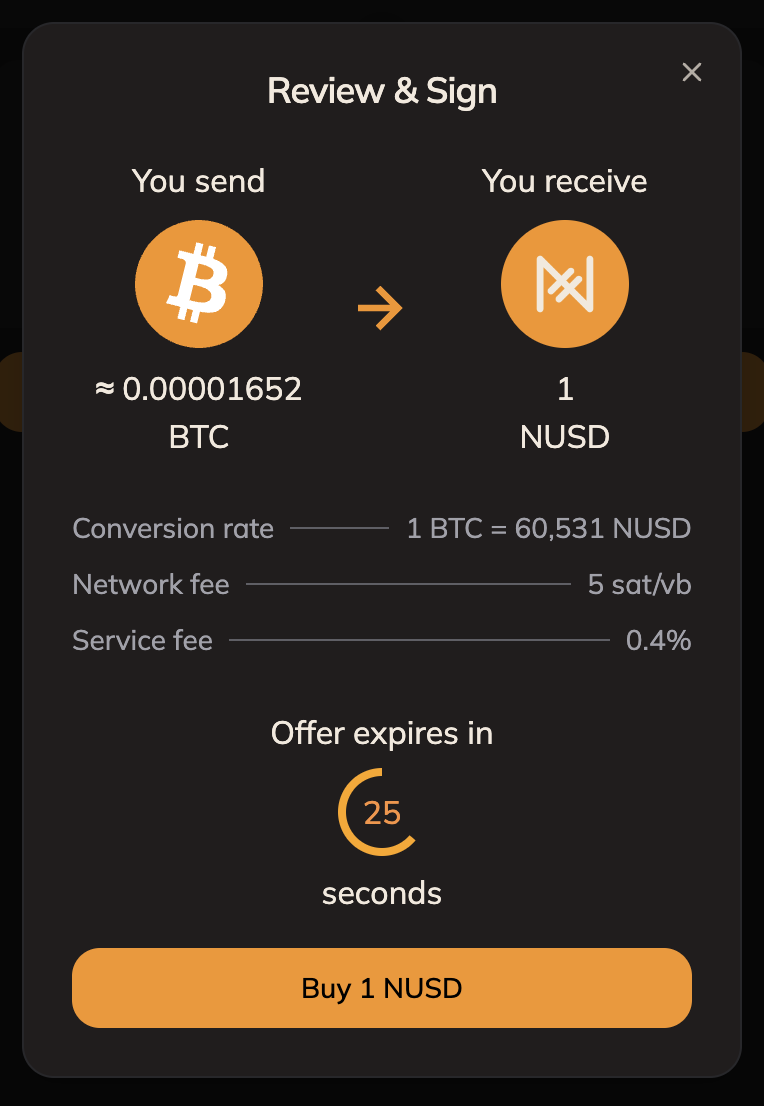 Review & Sign
You send
You receive
≈ 0.00001652
BTC
1
NUSD
Conversion rate 1 BTC = 60,531 NUSD
Network fee 5 sat/vb
Service fee 0.4%
Offer expires in
25
seconds
Buy 1 NUSD